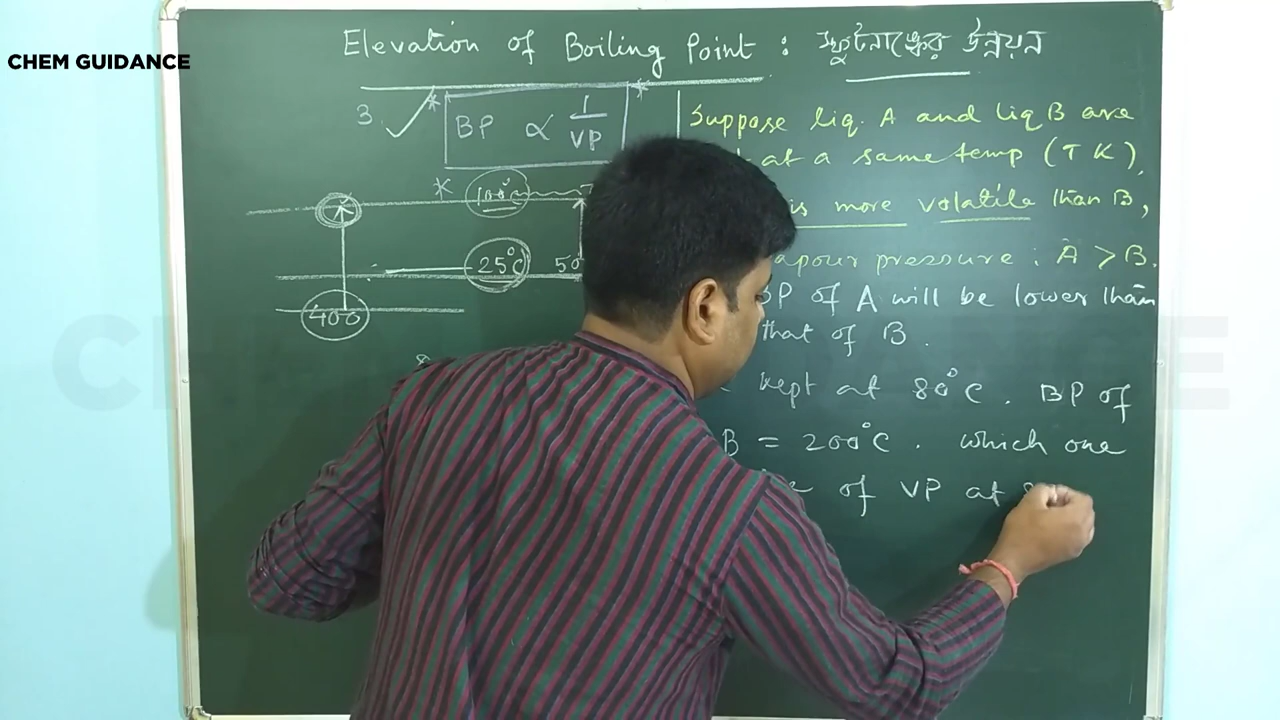 CHEM GUIDANCE
Elevation of Boiling Point : স্ফুটনাঙ্কের উন্নয়ন
3. BP ∝ 1/VP
Suppose liq. A and liq B are
at a same temp (T K),
100°C
is more volatile than B,
25°C 50
vapour pressure : A > B.
BP of A will be lower than
400
that of B.
kept at 80°C. BP of
B = 200°C. which one
of VP at